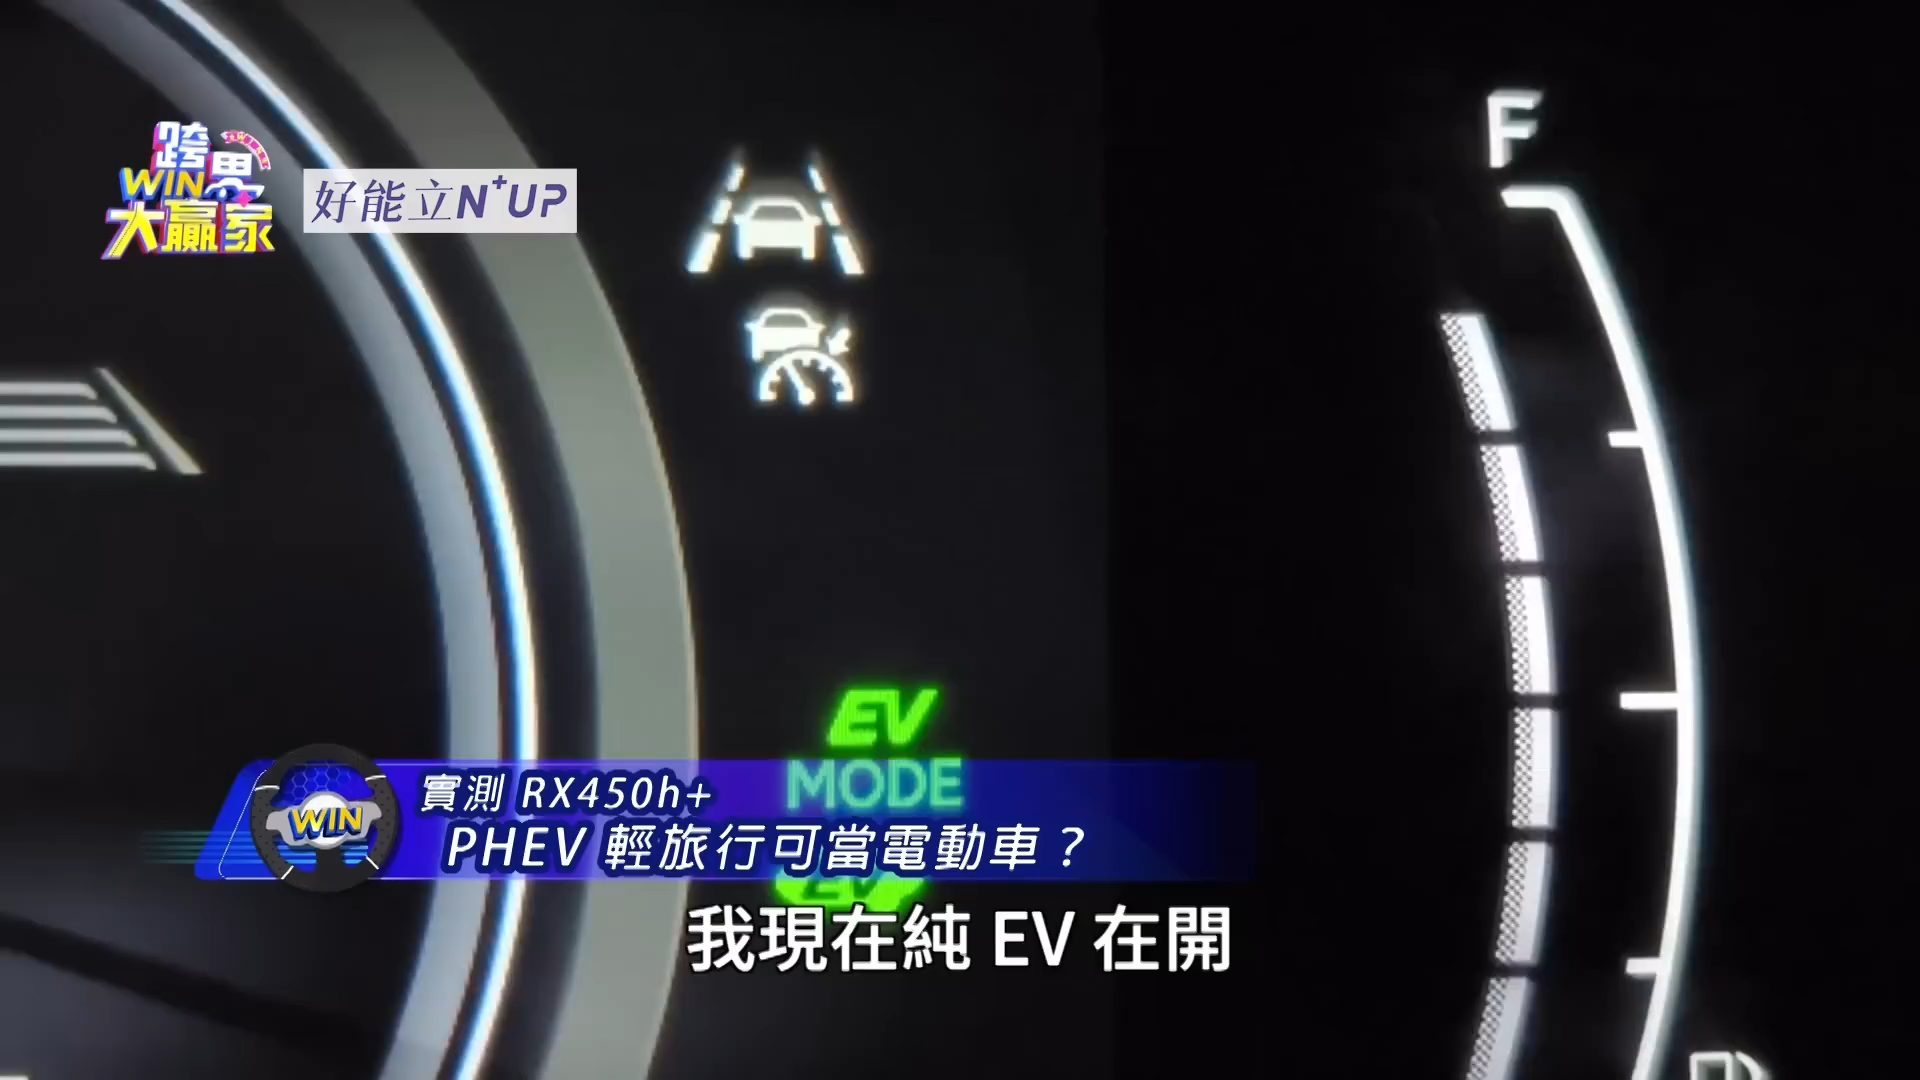 跨界
WIN
大贏家
好能立N+UP
F
EV
MODE
WIN
實測 RX450h+
PHEV 輕旅行可當電動車？
EV
我現在純 EV 在開